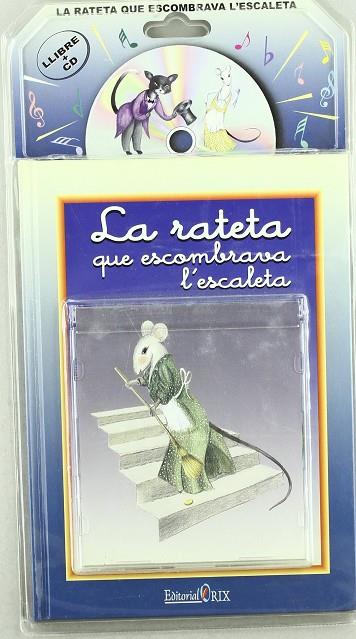 LA RATETA QUE ESCOMBRAVA L'ESCALETA
LLIBRE +
CD
La rateta
que escombrava
l'escaleta
Editorial ORIX